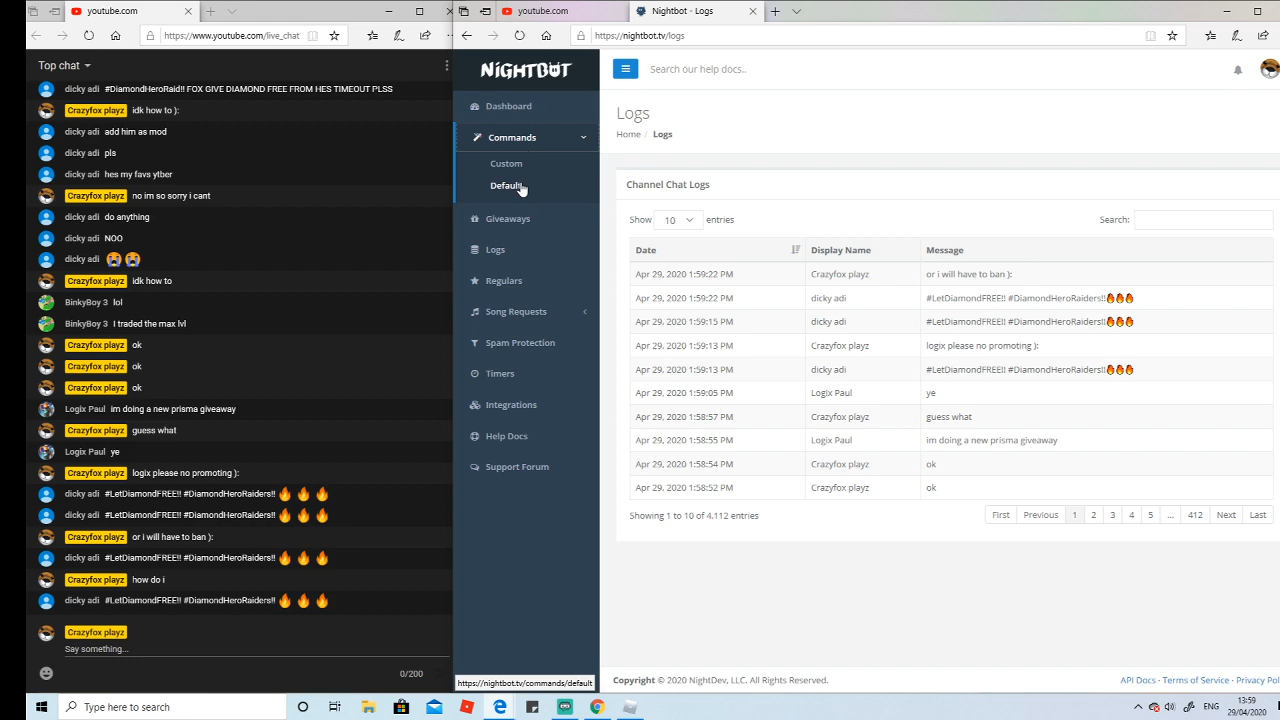 youtube.com
https://www.youtube.com/live_chat
Top chat
dicky adi #DiamondHeroRaid!! FOX GIVE DIAMOND FREE FROM HES TIMEOUT PLSS
Crazyfox playz idk how to ):
dicky adi add him as mod
dicky adi pls
dicky adi hes my favs ytber
Crazyfox playz no im so sorry i cant
dicky adi do anything
dicky adi NOO
dicky adi 😭😭
Crazyfox playz idk how to
BinkyBoy 3 lol
BinkyBoy 3 I traded the max lvl
Crazyfox playz ok
Crazyfox playz ok
Crazyfox playz ok
Logix Paul im doing a new prisma giveaway
Crazyfox playz guess what
Logix Paul ye
Crazyfox playz logix please no promoting ):
dicky adi #LetDiamondFREE!! #DiamondHeroRaiders!! 🔥 🔥 🔥
dicky adi #LetDiamondFREE!! #DiamondHeroRaiders!! 🔥 🔥 🔥
Crazyfox playz or i will have to ban ):
dicky adi #LetDiamondFREE!! #DiamondHeroRaiders!! 🔥 🔥 🔥
Crazyfox playz how do i
dicky adi #LetDiamondFREE!! #DiamondHeroRaiders!! 🔥 🔥 🔥
Crazyfox playz
Say something...
0/200
youtube.com
Nightbot - Logs
https://nightbot.tv/logs
NIGHTBOT
Dashboard
Commands
Custom
Default
Giveaways
Logs
Regulars
Song Requests
Spam Protection
Timers
Integrations
Help Docs
Support Forum
https://nightbot.tv/commands/default
Search our help docs..
Logs
Home / Logs
Channel Chat Logs
Show 10 entries Search:
Date Display Name Message
Apr 29, 2020 1:59:22 PM Crazyfox playz or i will have to ban ):
Apr 29, 2020 1:59:22 PM dicky adi #LetDiamondFREE!! #DiamondHeroRaiders!!🔥🔥🔥
Apr 29, 2020 1:59:15 PM dicky adi #LetDiamondFREE!! #DiamondHeroRaiders!!🔥🔥🔥
Apr 29, 2020 1:59:13 PM Crazyfox playz logix please no promoting ):
Apr 29, 2020 1:59:13 PM dicky adi #LetDiamondFREE!! #DiamondHeroRaiders!!🔥🔥🔥
Apr 29, 2020 1:59:05 PM Logix Paul ye
Apr 29, 2020 1:58:57 PM Crazyfox playz guess what
Apr 29, 2020 1:58:55 PM Logix Paul im doing a new prisma giveaway
Apr 29, 2020 1:58:54 PM Crazyfox playz ok
Apr 29, 2020 1:58:52 PM Crazyfox playz ok
Showing 1 to 10 of 4,112 entries First Previous 1 2 3 4 5 ... 412 Next Last
Copyright © 2020 NightDev, LLC. All Rights Reserved. API Docs - Terms of Service - Privacy Pol
Type here to search
ENG
13:59
29/04/2020